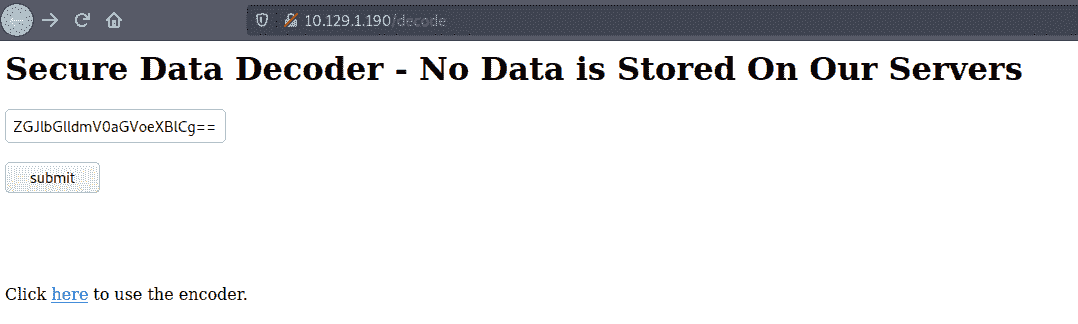 10.129.1.190/decode
Secure Data Decoder - No Data is Stored On Our Servers
ZGJlbGlldmV0aGVoeXBlCg==
submit
Click here to use the encoder.